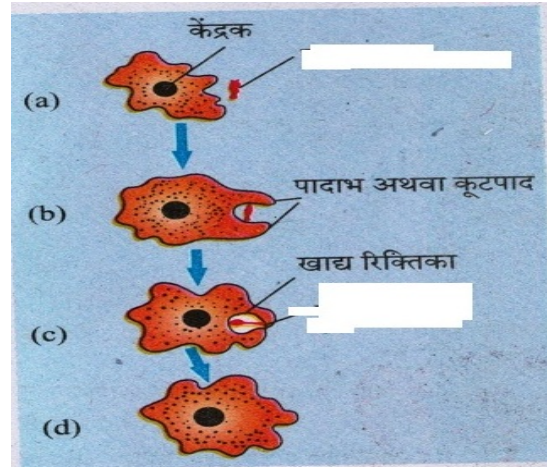 केंद्रक
(a)
पादाभ अथवा कूटपाद
(b)
खाद्य रिक्तिका
(c)
(d)